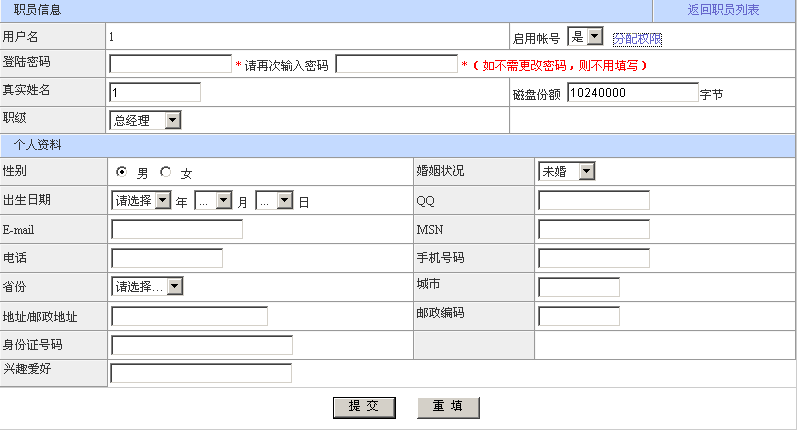 职员信息 返回职员列表
用户名 1 启用帐号 是 分配权限
登陆密码 * 请再次输入密码 * (如不需更改密码，则不用填写)
真实姓名 1 磁盘份额 10240000 字节
职级 总经理
个人资料
性别 男 女 婚姻状况 未婚
出生日期 请选择 年 ... 月 ... 日 QQ
E-mail MSN
电话 手机号码
省份 请选择... 城市
地址/邮政地址 邮政编码
身份证号码
兴趣爱好
提 交 重 填